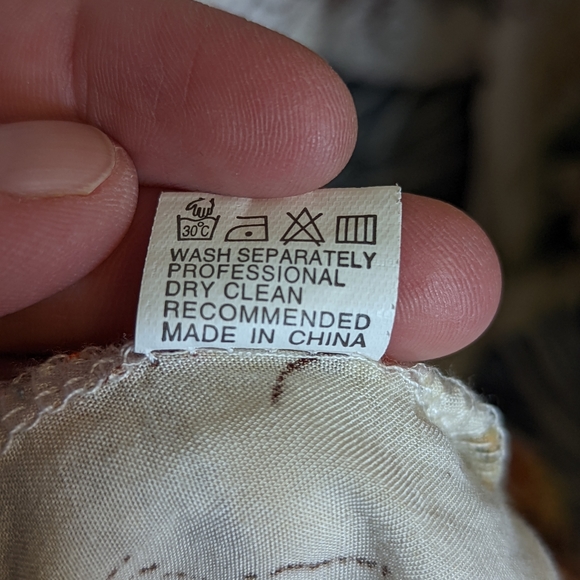 30°C
WASH SEPARATELY
PROFESSIONAL
DRY CLEAN
RECOMMENDED
MADE IN CHINA